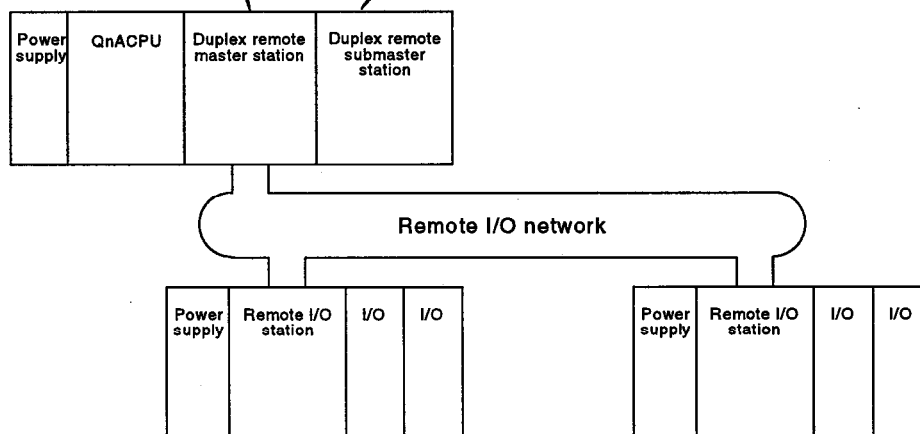 Power
supply
QnACPU
Duplex remote
master station
Duplex remote
submaster
station
Remote I/O network
Power
supply
Remote I/O
station
I/O
I/O
Power
supply
Remote I/O
station
I/O
I/O